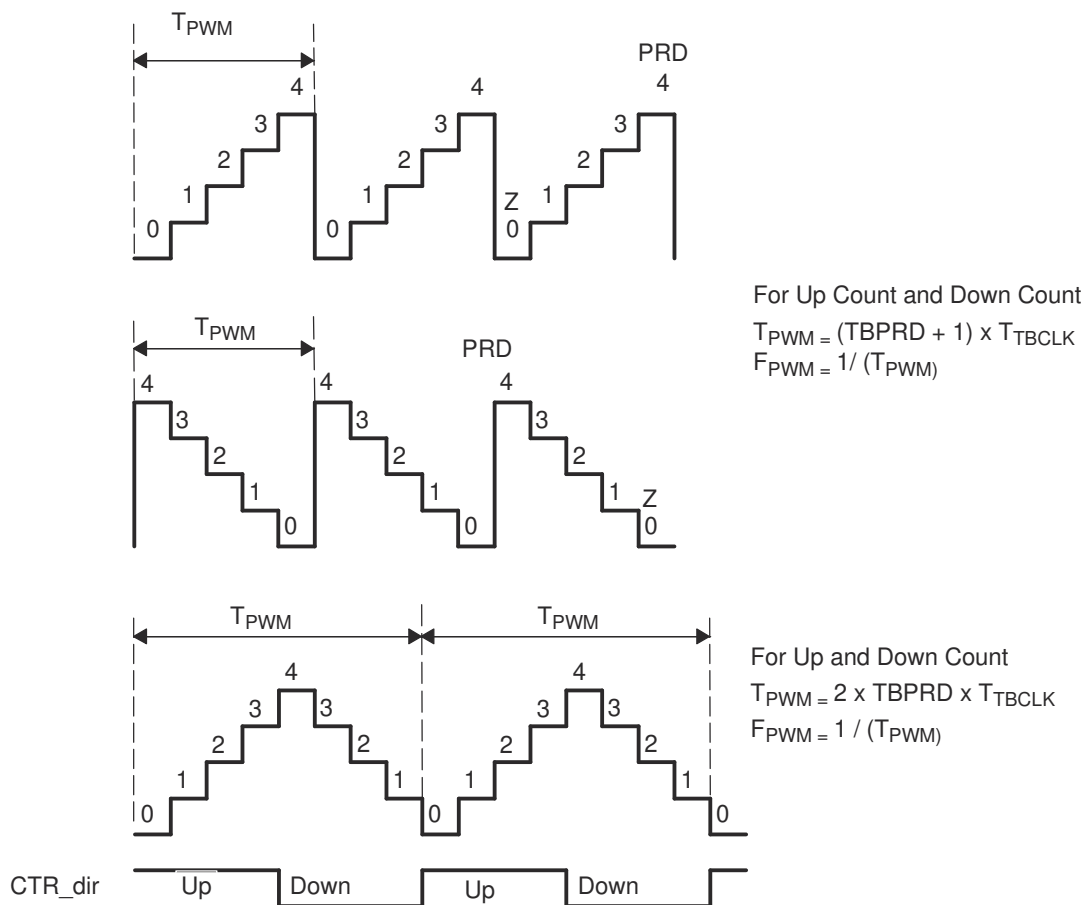 TPWM
PRD
4 4 4
3 3 3
2 2 2
1 1 Z 1
0 0 0
For Up Count and Down Count
TPWM = (TBPRD + 1) x TTBCLK
FPWM = 1/ (TPWM)
TPWM
PRD
4 4 4
3 3 3
2 2 2
1 1 1 Z
0 0 0
TPWM TPWM
For Up and Down Count
TPWM = 2 x TBPRD x TTBCLK
FPWM = 1 / (TPWM)
4 4
3 3 3 3
2 2 2 2
1 1 1 1
0 0 0
CTR_dir Up Down Up Down